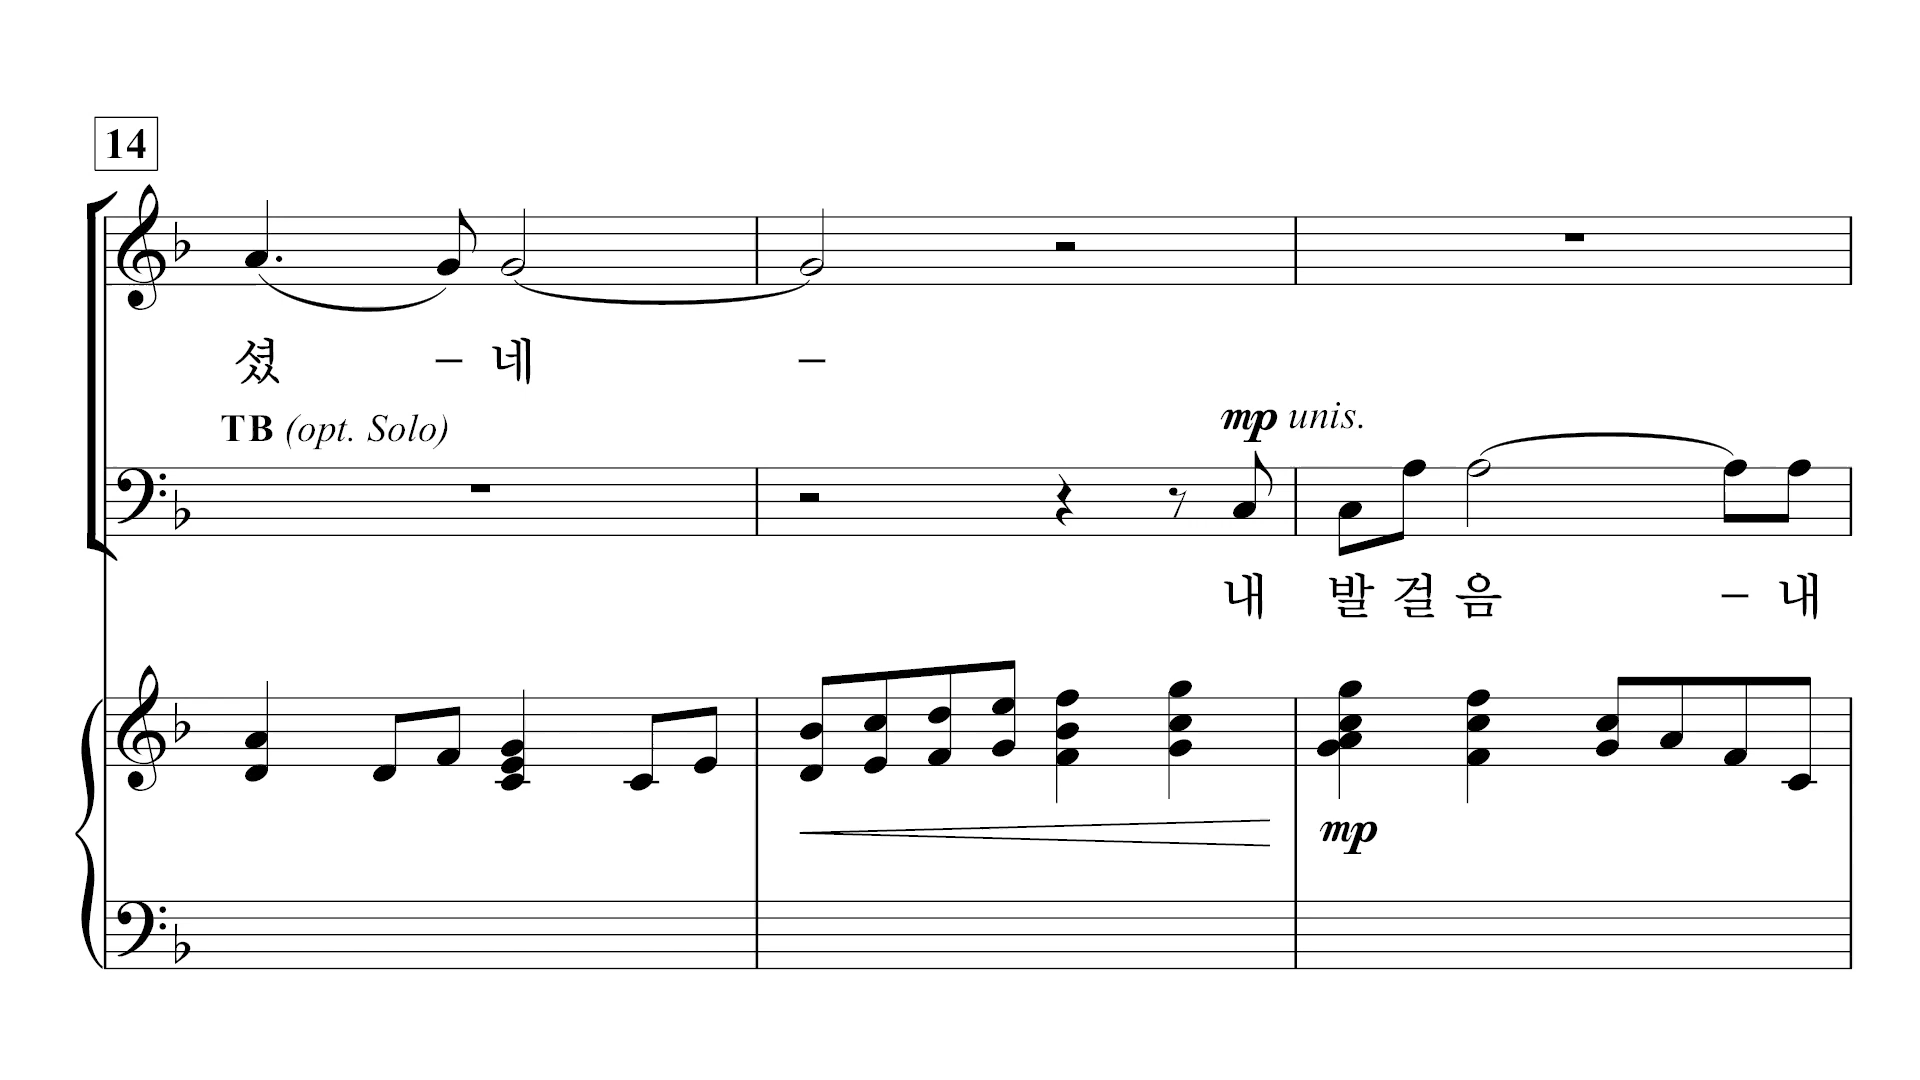 14
셨 – 네 –
TB (opt. Solo)
mp unis.
내 발 걸 음 – 내
mp